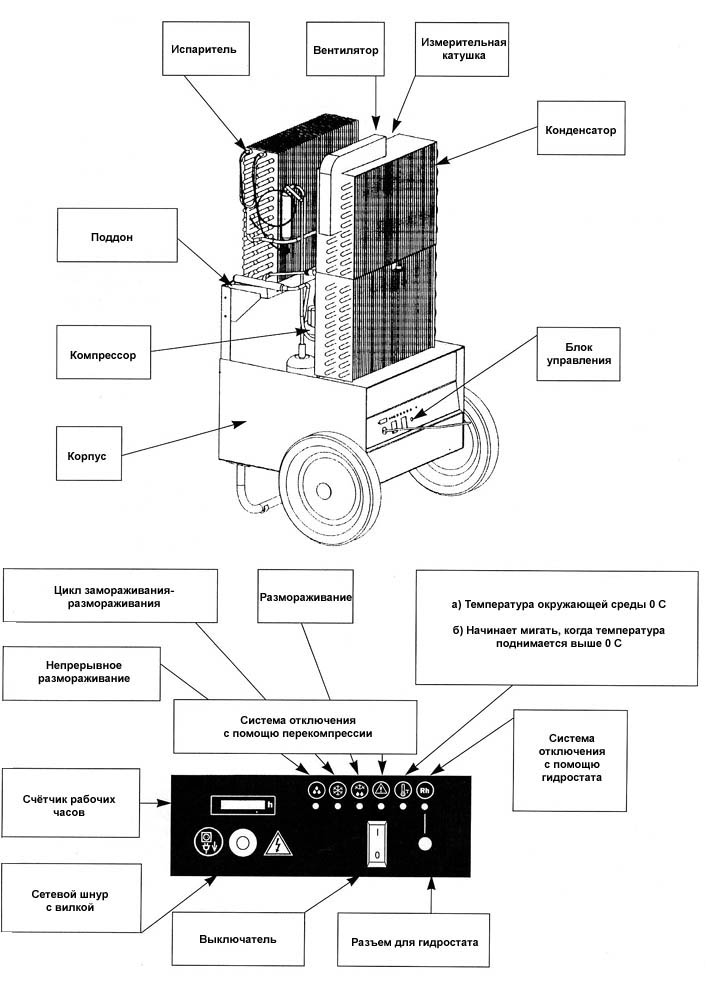 Испаритель
Вентилятор
Измерительная
катушка
Конденсатор
Поддон
Компрессор
Блок
управления
Корпус
Цикл замораживания-
размораживания
Размораживание
а) Температура окружающей среды 0 С
б) Начинает мигать, когда температура
поднимается выше 0 С
Непрерывное
размораживание
Система отключения
с помощью перекомпрессии
Система
отключения
с помощью
гидростата
Счётчик рабочих
часов
h
Rh
I
0
Сетевой шнур
с вилкой
Выключатель
Разъем для гидростата